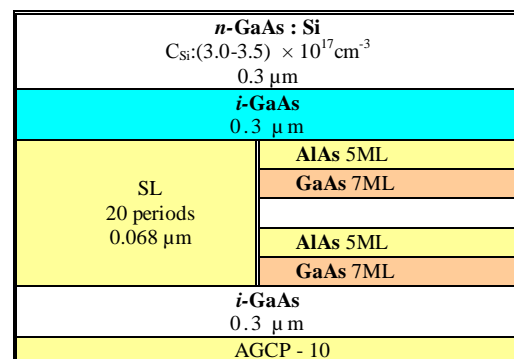 n-GaAs : Si
C_Si:(3.0-3.5) × 10^17cm^-3
0.3 µm
i-GaAs
0.3 µm
SL
20 periods
0.068 µm
AlAs 5ML
GaAs 7ML
AlAs 5ML
GaAs 7ML
i-GaAs
0.3 µm
AGCP - 10